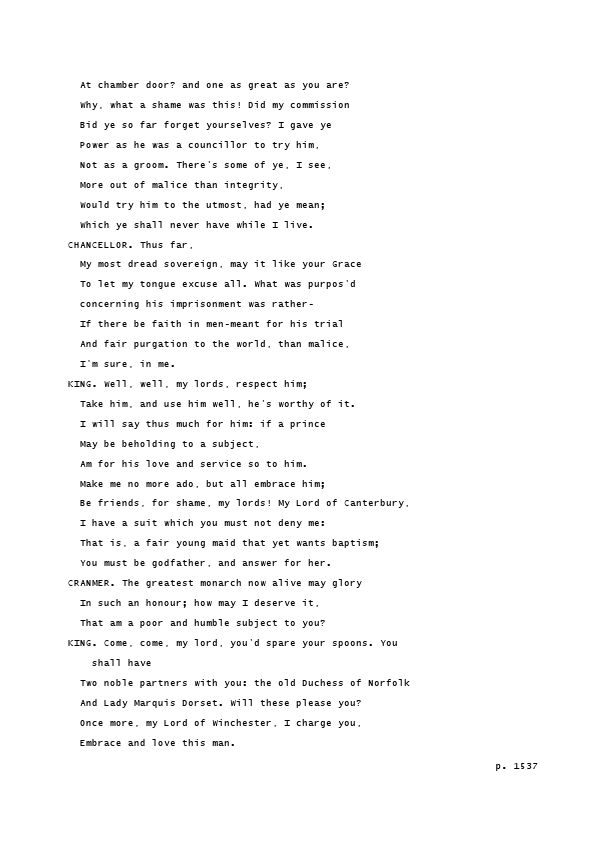 At chamber door? and one as great as you are?
Why, what a shame was this! Did my commission
Bid ye so far forget yourselves? I gave ye
Power as he was a councillor to try him,
Not as a groom. There's some of ye, I see,
More out of malice than integrity,
Would try him to the utmost, had ye mean;
Which ye shall never have while I live.
CHANCELLOR. Thus far,
My most dread sovereign, may it like your Grace
To let my tongue excuse all. What was purpos'd
concerning his imprisonment was rather-
If there be faith in men-meant for his trial
And fair purgation to the world, than malice,
I'm sure, in me.
KING. Well, well, my lords, respect him;
Take him, and use him well, he's worthy of it.
I will say thus much for him: if a prince
May be beholding to a subject,
Am for his love and service so to him.
Make me no more ado, but all embrace him;
Be friends, for shame, my lords! My Lord of Canterbury,
I have a suit which you must not deny me:
That is, a fair young maid that yet wants baptism;
You must be godfather, and answer for her.
CRANMER. The greatest monarch now alive may glory
In such an honour; how may I deserve it,
That am a poor and humble subject to you?
KING. Come, come, my lord, you'd spare your spoons. You
shall have
Two noble partners with you: the old Duchess of Norfolk
And Lady Marquis Dorset. Will these please you?
Once more, my Lord of Winchester, I charge you,
Embrace and love this man.
p. 1537